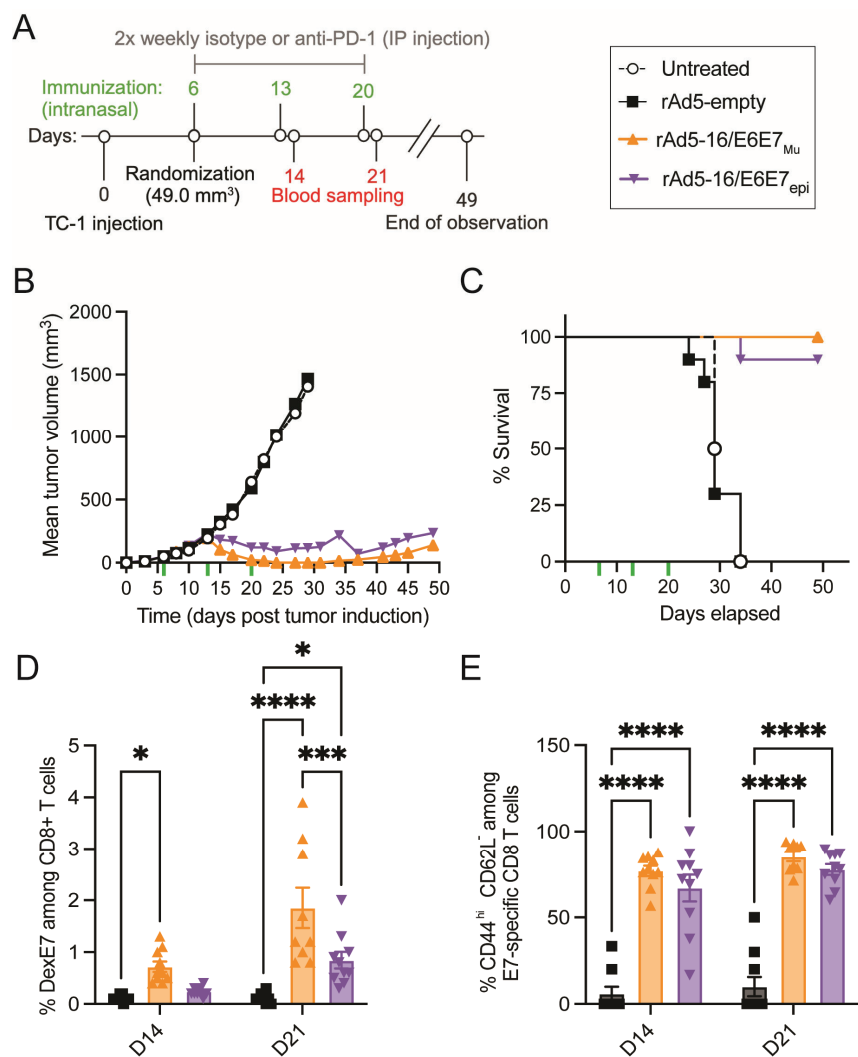 A
2x weekly isotype or anti-PD-1 (IP injection)
Immunization:
(intranasal)
6
13
20
Days:
Randomization
(49.0 mm³)
14
21
Blood sampling
0
49
TC-1 injection
End of observation
Untreated
rAd5-empty
rAd5-16/E6E7Mu
rAd5-16/E6E7epi
B
Mean tumor volume (mm³)
2000
1500
1000
500
0
0
5
10
15
20
25
30
35
40
45
50
Time (days post tumor induction)
C
% Survival
100
75
50
25
0
0
10
20
30
40
50
Days elapsed
D
% DexE7 among CD8+ T cells
5
4
3
2
1
0
*
*
****
***
D14
D21
E
% CD44hi CD62L- among
E7-specific CD8 T cells
150
100
50
0
****
****
****
****
D14
D21